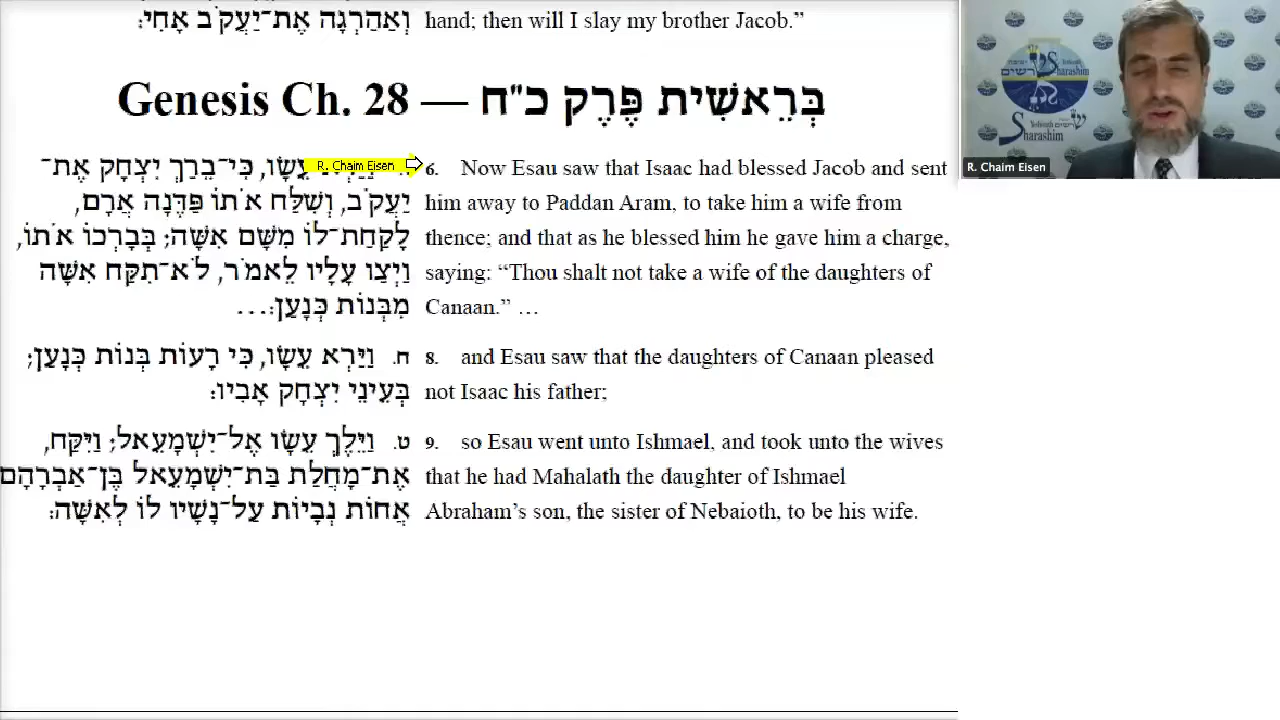 וְאַהַרְגָה אֶת־יַעֲקֹב אָחִי:
hand; then will I slay my brother Jacob.”
Genesis Ch. 28 — בְּרֵאשִׁית פֶּרֶק כ"ח
עֵשָׂו, כִּי־בֵרַךְ יִצְחָק אֶת־
יַעֲקֹב, וְשִׁלַּח אֹתוֹ פַּדֶּנָה אֲרָם,
לָקַחַת־לוֹ מִשָּׁם אִשָּׁה; בְּבָרְכוֹ אֹתוֹ,
וַיְצַו עָלָיו לֵאמֹר, לֹא־תִקַּח אִשָּׁה
מִבְּנוֹת כְּנָעַן:…
R. Chaim Eisen
6. Now Esau saw that Isaac had blessed Jacob and sent
him away to Paddan Aram, to take him a wife from
thence; and that as he blessed him he gave him a charge,
saying: “Thou shalt not take a wife of the daughters of
Canaan.” …
ח. וַיַּרְא עֵשָׂו, כִּי רָעוֹת בְּנוֹת כְּנָעַן;
בְּעֵינֵי יִצְחָק אָבִיו:
8. and Esau saw that the daughters of Canaan pleased
not Isaac his father;
ט. וַיֵּלֶךְ עֵשָׂו אֶל־יִשְׁמָעֵאל; וַיִּקַּח,
אֶת־מָחֲלַת בַּת־יִשְׁמָעֵאל בֶּן־אַבְרָהָם
אֲחוֹת נְבָיוֹת עַל־נָשָׁיו לוֹ לְאִשָּׁה:
9. so Esau went unto Ishmael, and took unto the wives
that he had Mahalath the daughter of Ishmael
Abraham’s son, the sister of Nebaioth, to be his wife.
שרשים
Sharashim
Yeshivath
Sharashim
R. Chaim Eisen